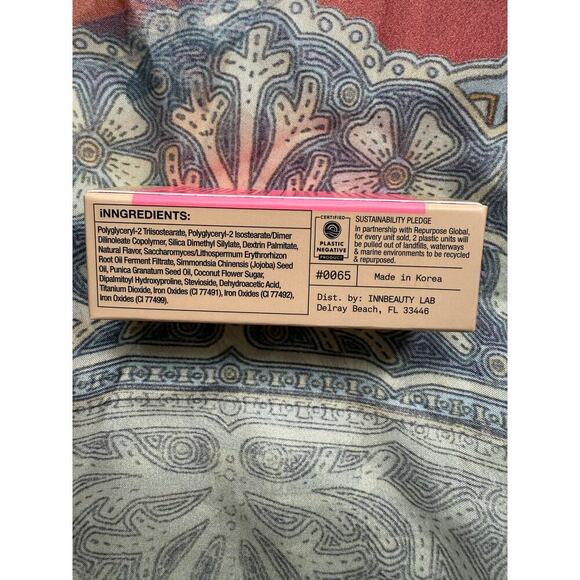 iNNGREDIENTS:
Polyglyceryl-2 Triisostearate, Polyglyceryl-2 Isostearate/Dimer
Dilinoleate Copolymer, Silica Dimethyl Silylate, Dextrin Palmitate,
Natural Flavor, Saccharomyces/Lithospermum Erythrorhizon
Root Oil Ferment Filtrate, Simmondsia Chinensis (Jojoba) Seed
Oil, Punica Granatum Seed Oil, Coconut Flower Sugar,
Dipalmitoyl Hydroxyproline, Stevioside, Dehydroacetic Acid,
Titanium Dioxide, Iron Oxides (CI 77491), Iron Oxides (CI 77492),
Iron Oxides (CI 77499).
CERTIFIED
PLASTIC
NEGATIVE
PRODUCT
SUSTAINABILITY PLEDGE
In partnership with Repurpose Global,
for every unit sold, 2 plastic units will
be pulled out of landfills, waterways
& marine environments to be recycled
& repurposed.
#0065
Made in Korea
Dist. by: INNBEAUTY LAB
Delray Beach, FL 33446